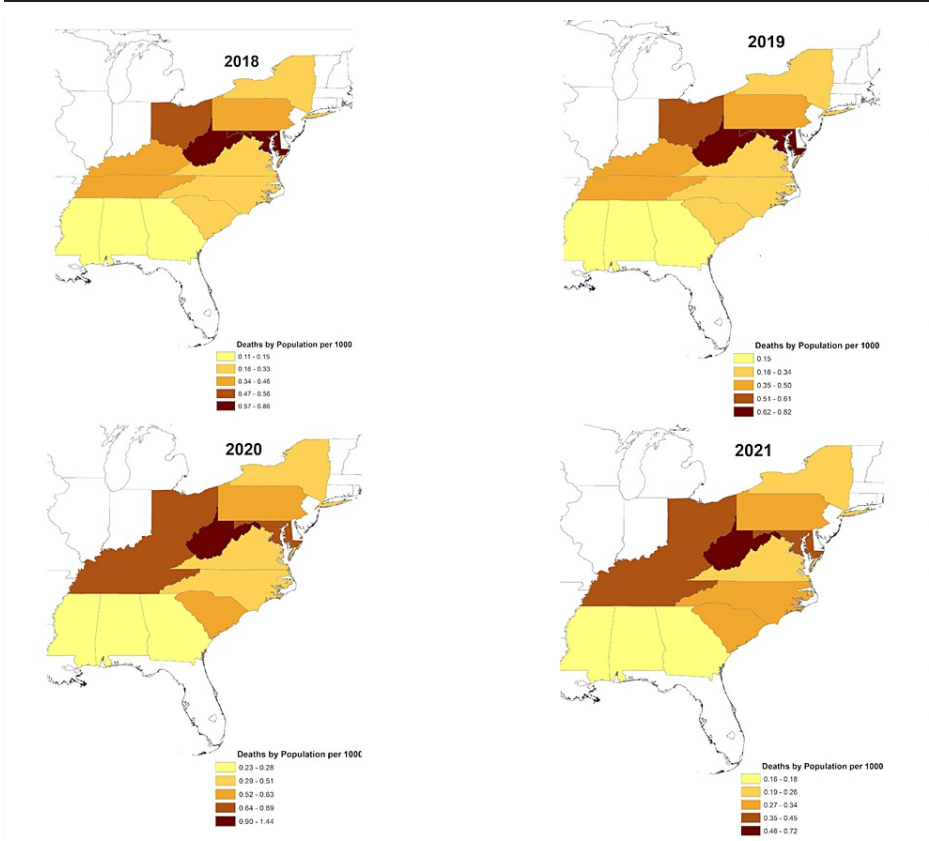 2018
Deaths by Population per 1000
0.11 - 0.15
0.16 - 0.33
0.34 - 0.46
0.47 - 0.56
0.57 - 0.86
2019
Deaths by Population per 1000
0.15
0.16 - 0.34
0.35 - 0.50
0.51 - 0.61
0.62 - 0.82
2020
Deaths by Population per 1000
0.23 - 0.28
0.29 - 0.51
0.52 - 0.63
0.64 - 0.89
0.90 - 1.44
2021
Deaths by Population per 1000
0.16 - 0.18
0.19 - 0.26
0.27 - 0.34
0.35 - 0.45
0.46 - 0.72